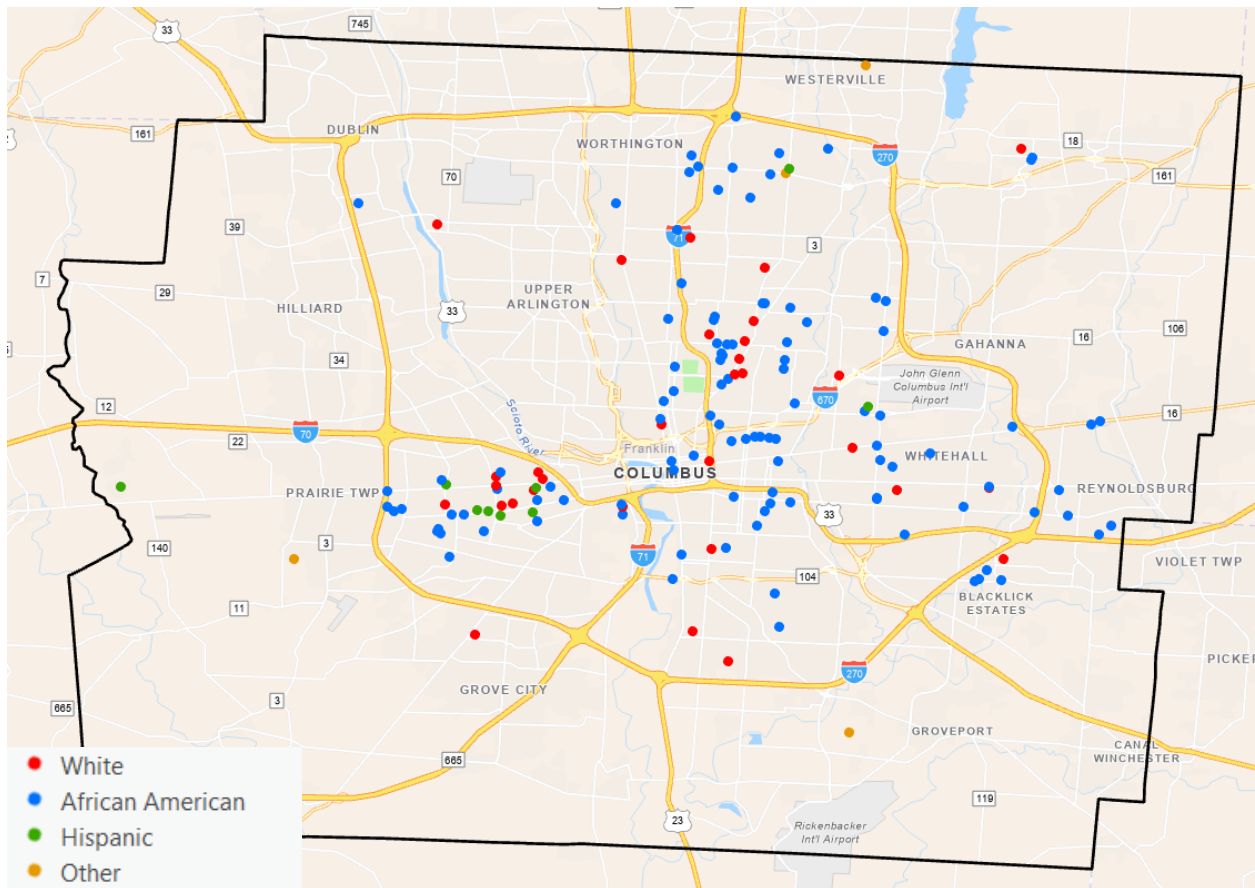 745
33
WESTERVILLE
161
161
DUBLIN
WORTHINGTON
18
270
70
161
39
71
3
7
29
UPPER
ARLINGTON
HILLIARD
33
106
16
GAHANNA
34
John Glenn
Columbus Int'l
Airport
670
12
Scioto River
16
70
22
Franklin
WHITEHALL
COLUMBUS
PRAIRIE TWP
REYNOLDSBURG
33
140
3
71
VIOLET TWP
104
11
BLACKLICK
ESTATES
PICKER
270
GROVE CITY
3
665
GROVEPORT
CANAL
WINCHESTER
665
White
119
African American
23
Rickenbacker
Int'l Airport
Hispanic
Other